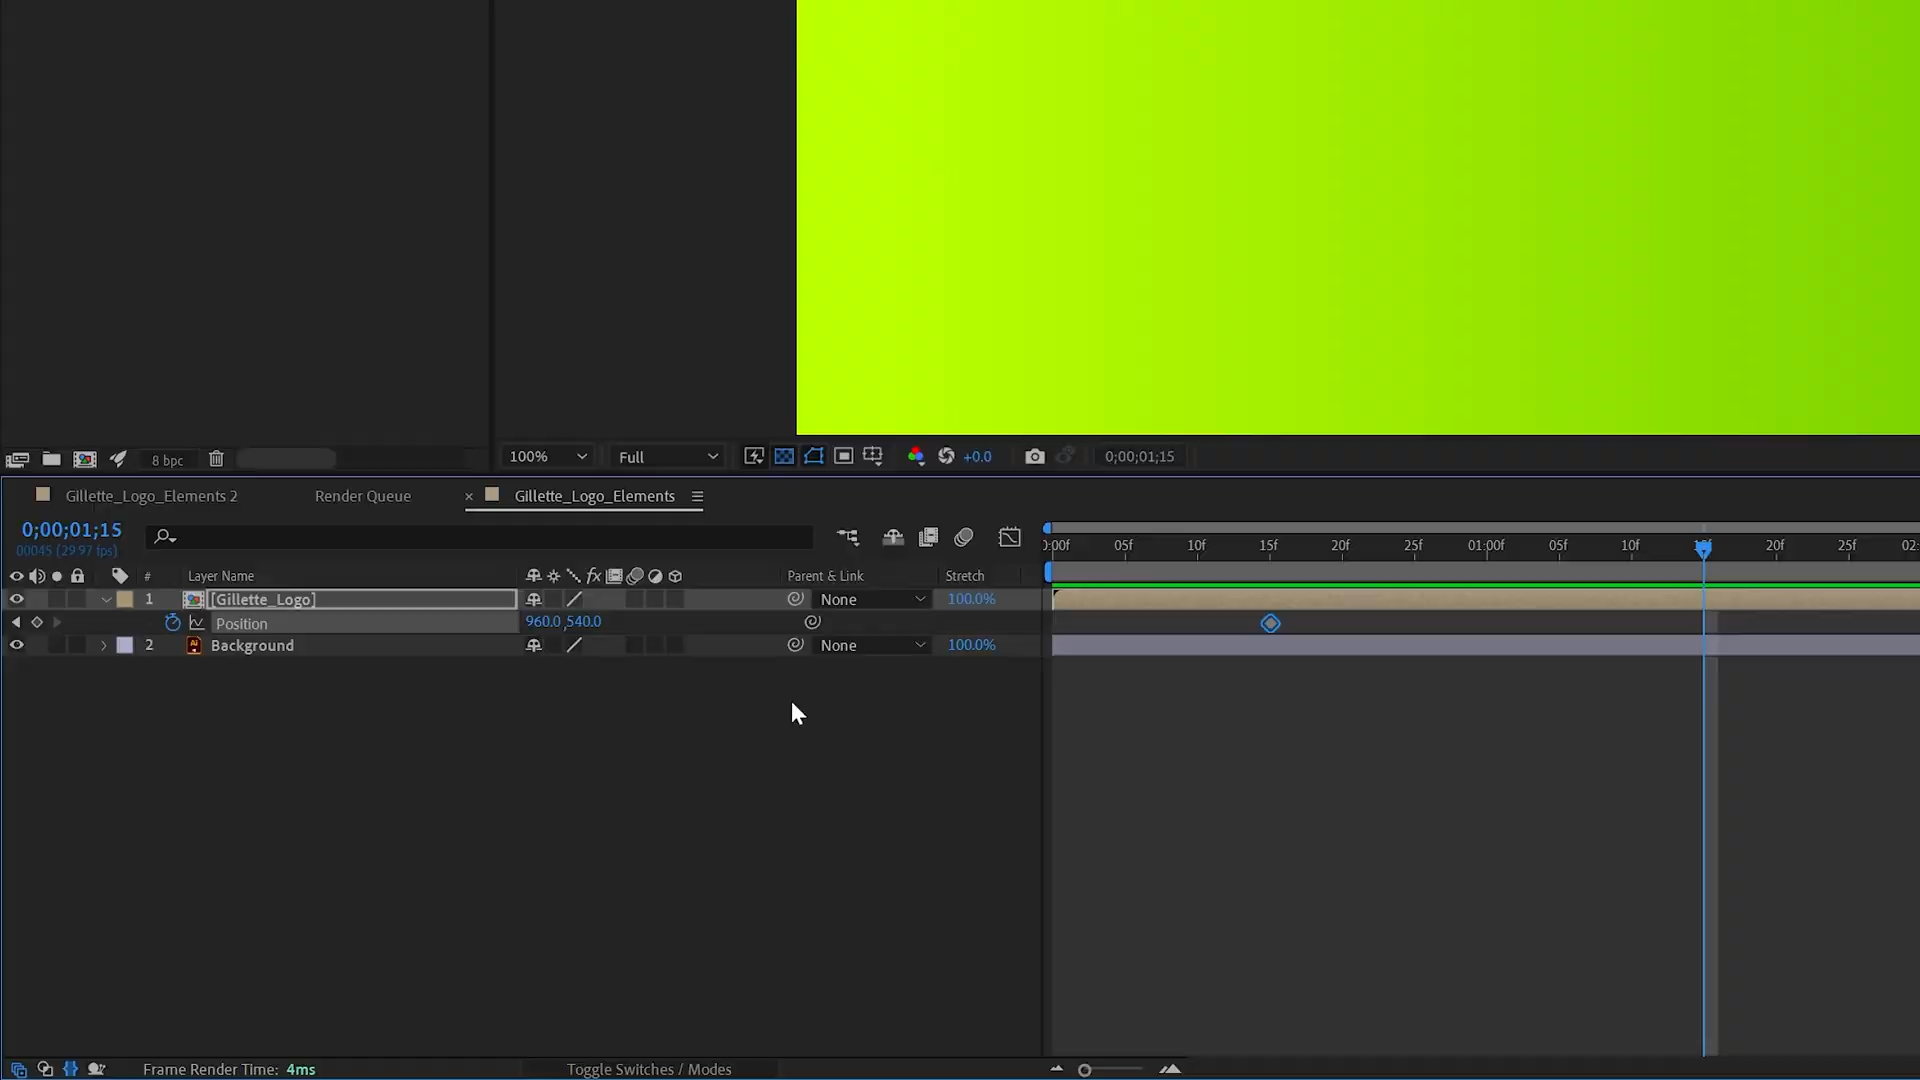 8 bpc
100%
Full
+0.0
0;00;01;15
Gillette_Logo_Elements 2
Render Queue
Gillette_Logo_Elements
0;00;01;15
00045 (29.97 fps)
0:00f 05f 10f 15f 20f 25f 01:00f 05f 10f 15f 20f 25f 02:
# Layer Name
fx
Parent & Link
Stretch
1 [Gillette_Logo]
None
100.0%
Position
960.0,540.0
2 Ai Background
None
100.0%
Frame Render Time: 4ms
Toggle Switches / Modes